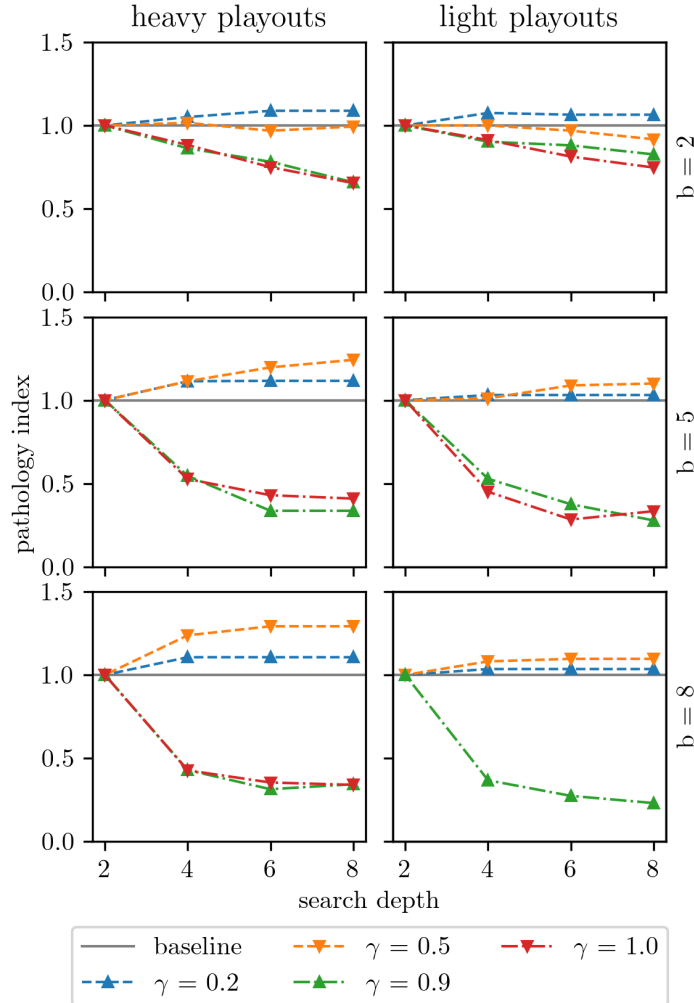 heavy playouts
light playouts
1.5
1.0
0.5
0.0
b = 2
1.5
1.0
0.5
0.0
b = 5
pathology index
1.5
1.0
0.5
0.0
b = 8
2 4 6 8
2 4 6 8
search depth
baseline
γ = 0.2
γ = 0.5
γ = 0.9
γ = 1.0